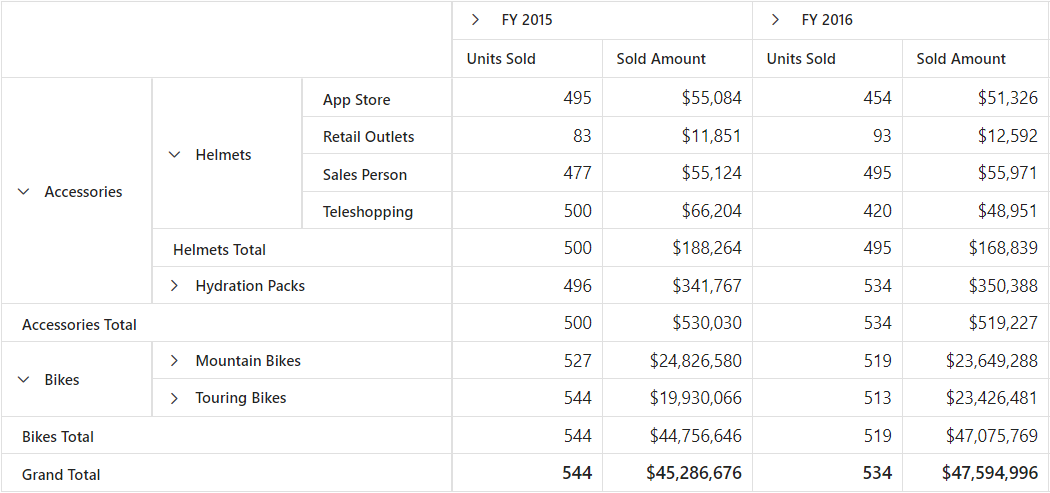 FY 2015 FY 2016
Units Sold Sold Amount Units Sold Sold Amount
Accessories Helmets App Store 495 $55,084 454 $51,326
Retail Outlets 83 $11,851 93 $12,592
Sales Person 477 $55,124 495 $55,971
Teleshopping 500 $66,204 420 $48,951
Helmets Total 500 $188,264 495 $168,839
Hydration Packs 496 $341,767 534 $350,388
Accessories Total 500 $530,030 534 $519,227
Bikes Mountain Bikes 527 $24,826,580 519 $23,649,288
Touring Bikes 544 $19,930,066 513 $23,426,481
Bikes Total 544 $44,756,646 519 $47,075,769
Grand Total 544 $45,286,676 534 $47,594,996